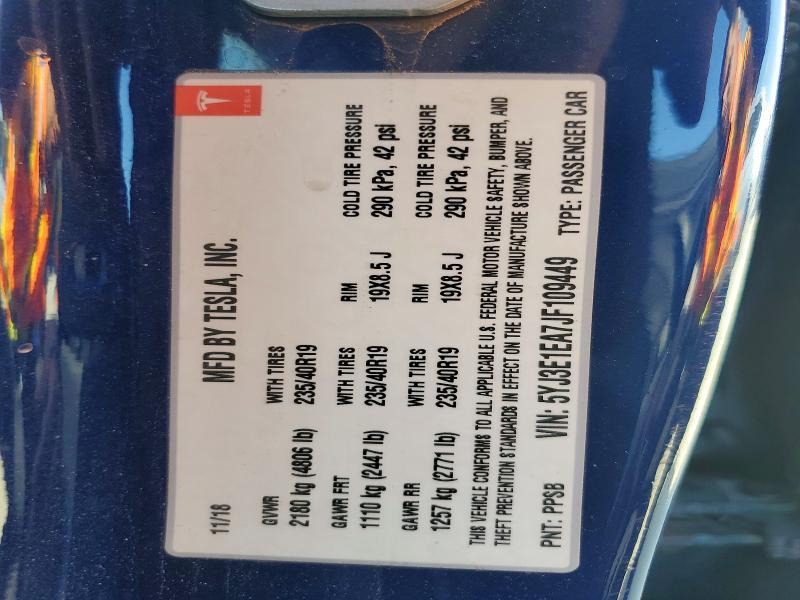 TESLA
MFD BY TESLA, INC.
11/18
GVWR WITH TIRES
2180 kg (4806 lb) 235/40R19
GAWR FRT WITH TIRES RIM COLD TIRE PRESSURE
1110 kg (2447 lb) 235/40R19 19X8.5 J 290 kPa, 42 psi
GAWR RR WITH TIRES RIM COLD TIRE PRESSURE
1257 kg (2771 lb) 235/40R19 19X8.5 J 290 kPa, 42 psi
THIS VEHICLE CONFORMS TO ALL APPLICABLE U.S. FEDERAL MOTOR VEHICLE SAFETY, BUMPER, AND
THEFT PREVENTION STANDARDS IN EFFECT ON THE DATE OF MANUFACTURE SHOWN ABOVE.
PNT: PPSB VIN: 5YJ3E1EA7JF109449 TYPE: PASSENGER CAR